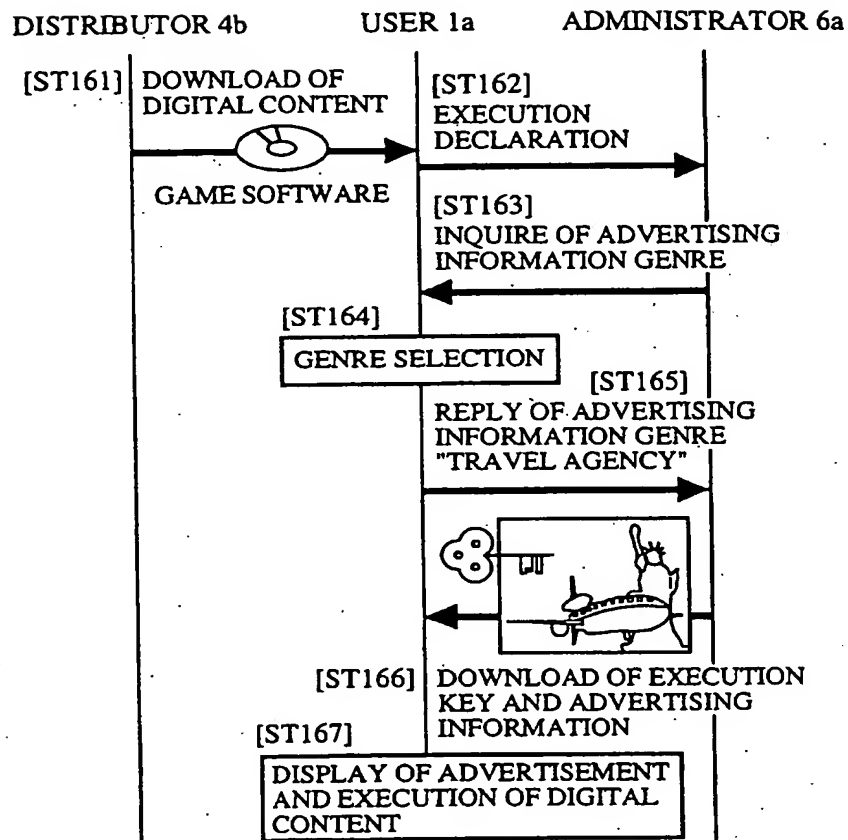 DISTRIBUTOR 4b USER 1a ADMINISTRATOR 6a
[ST161] DOWNLOAD OF
DIGITAL CONTENT
GAME SOFTWARE
[ST162]
EXECUTION
DECLARATION
[ST163]
INQUIRE OF ADVERTISING
INFORMATION GENRE
[ST164]
GENRE SELECTION
[ST165]
REPLY OF ADVERTISING
INFORMATION GENRE
"TRAVEL AGENCY"
[ST166] DOWNLOAD OF EXECUTION
KEY AND ADVERTISING
INFORMATION
[ST167]
DISPLAY OF ADVERTISEMENT
AND EXECUTION OF DIGITAL
CONTENT